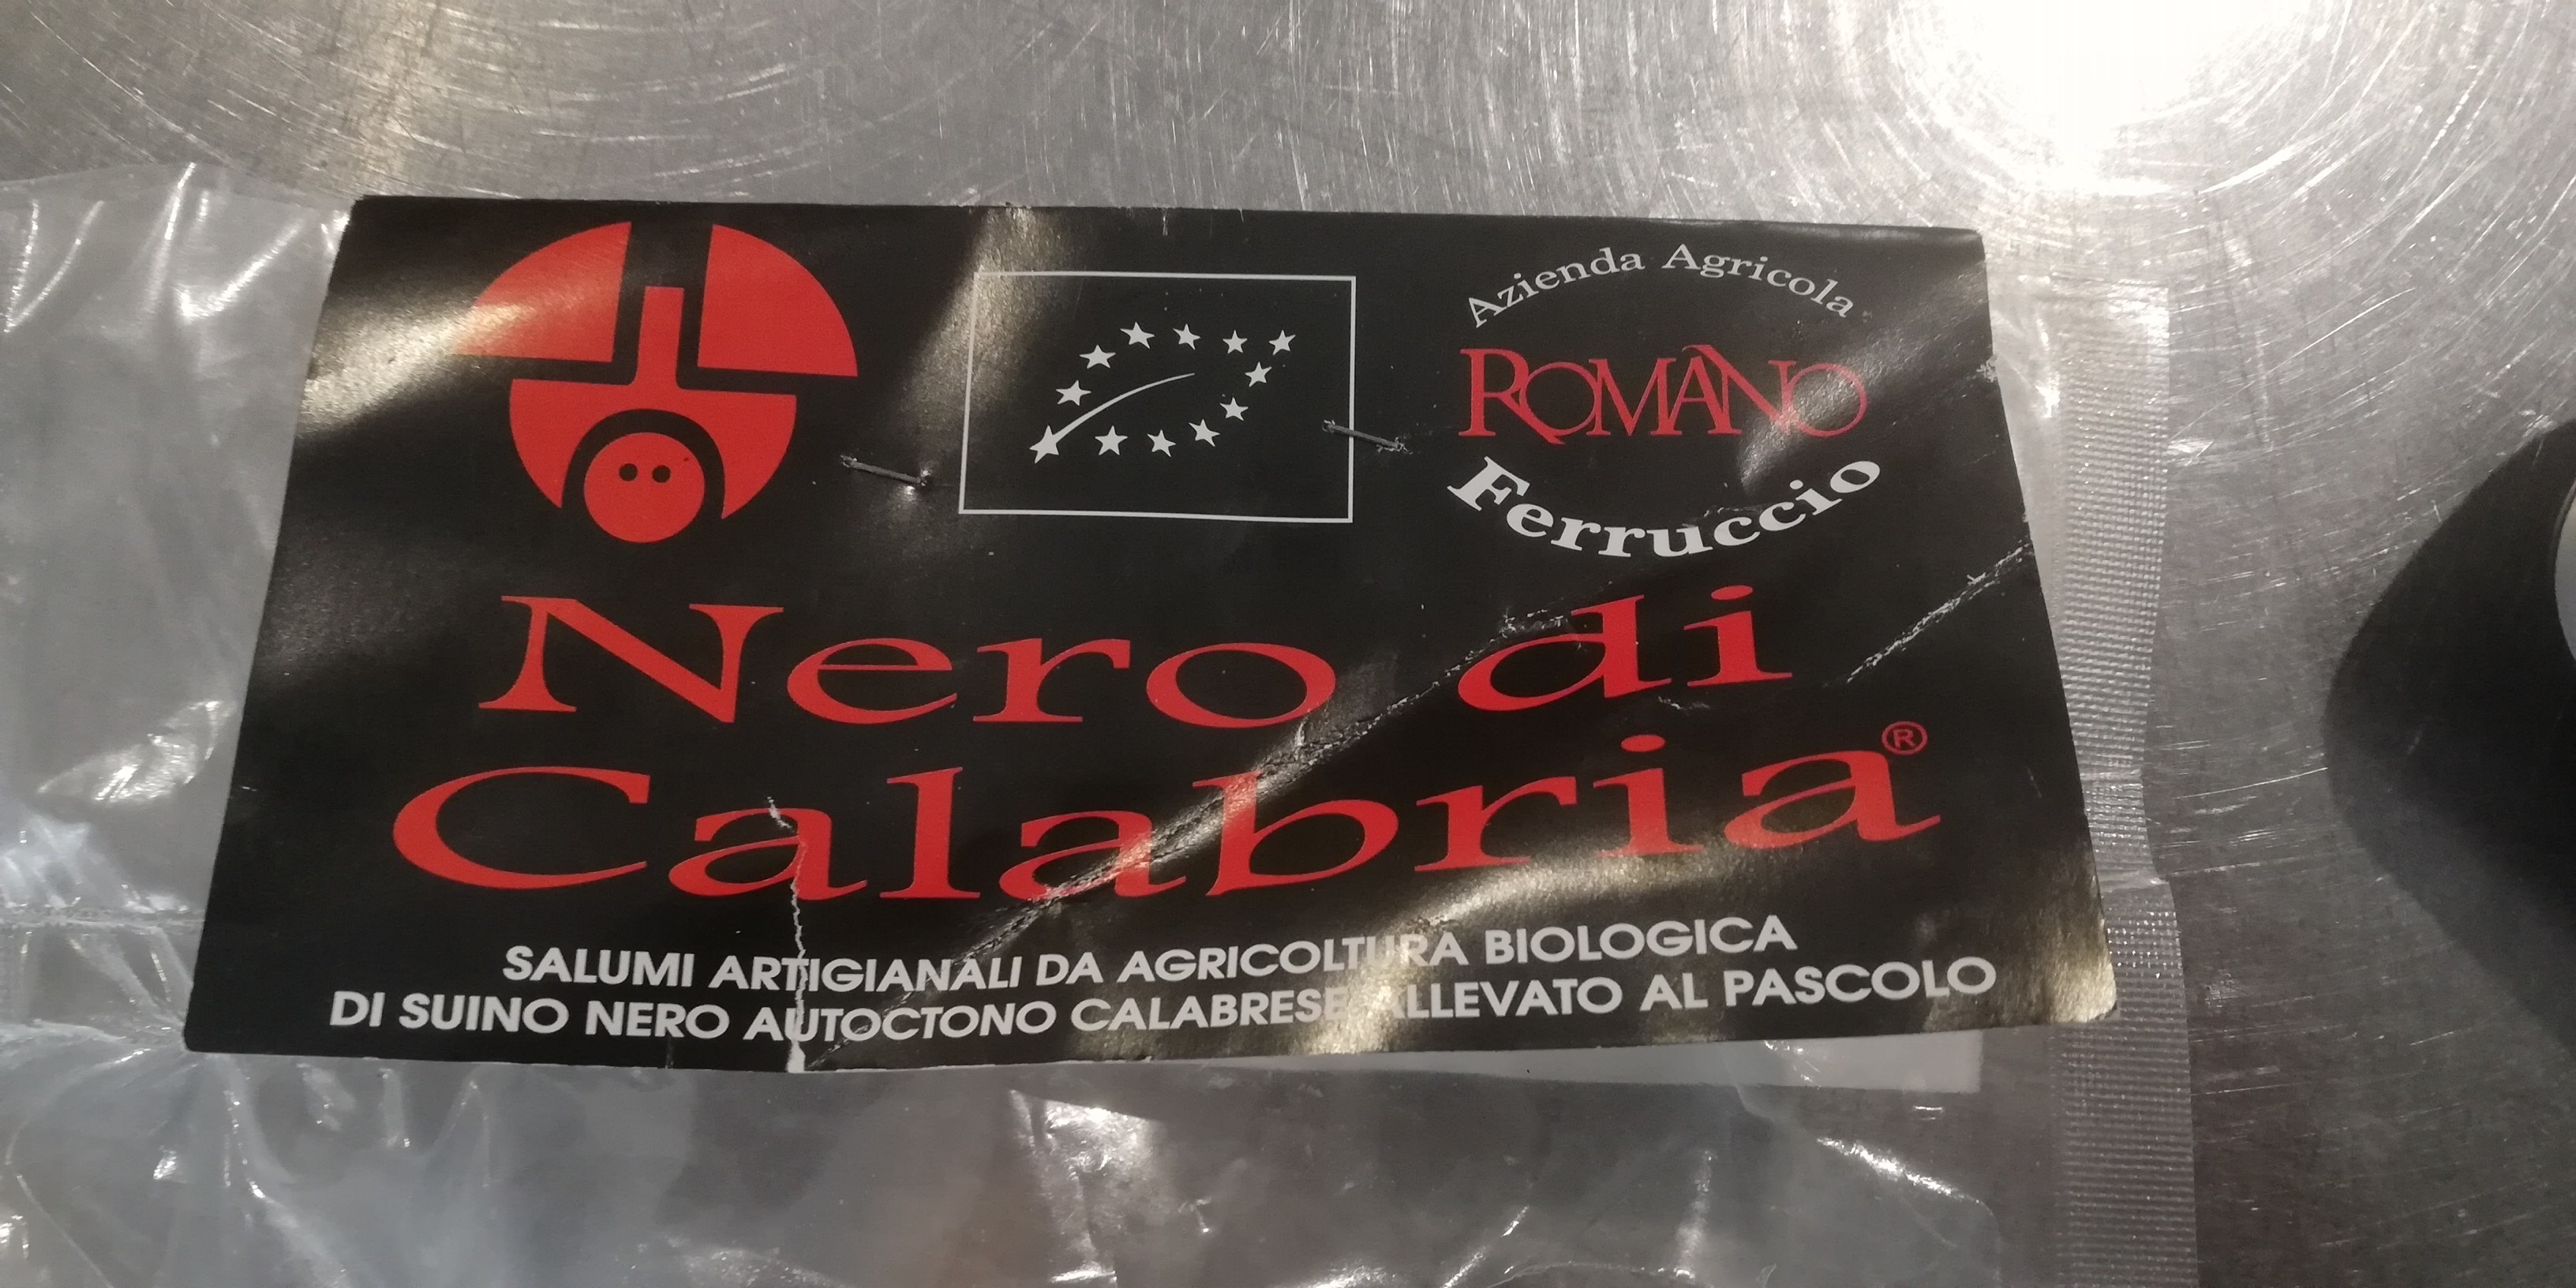 Azienda Agricola
ROMANO
Ferruccio
Nero di
Calabria®
SALUMI ARTIGIANALI DA AGRICOLTURA BIOLOGICA
DI SUINO NERO AUTOCTONO CALABRESE ALLEVATO AL PASCOLO